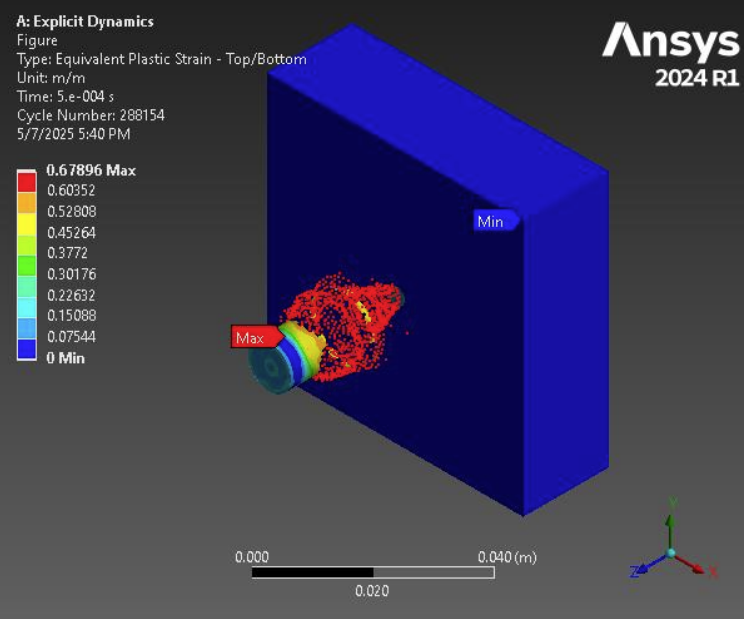 A: Explicit Dynamics
Figure
Type: Equivalent Plastic Strain - Top/Bottom
Unit: m/m
Time: 5.e-004 s
Cycle Number: 288154
5/7/2025 5:40 PM
Ansys
2024 R1
0.67896 Max
0.60352
0.52808
0.45264
0.3772
0.30176
0.22632
0.15088
0.07544
0 Min
Min
Max
0.000
0.040 (m)
0.020
Y
Z
X